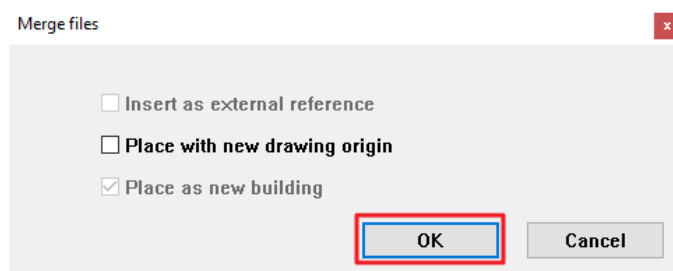 Merge files
x
Insert as external reference
Place with new drawing origin
Place as new building
OK Cancel